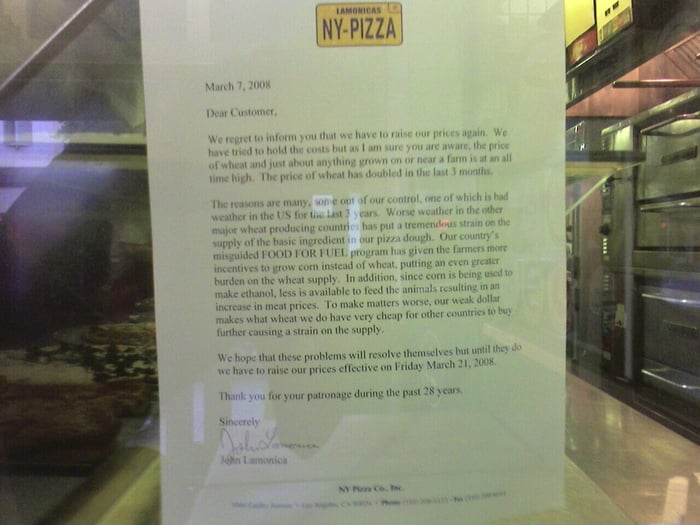 LAMONICAS
NY-PIZZA
March 7, 2008
Dear Customer,
We regret to inform you that we have to raise our prices again. We
have tried to hold the costs but as I am sure you are aware, the price
of wheat and just about anything grown on or near a farm is at an all
time high. The price of wheat has doubled in the last 3 months.
The reasons are many, some out of our control, one of which is bad
weather in the US for the last 3 years. Worse weather in the other
major wheat producing countries has put a tremendous strain on the
supply of the basic ingredient in our pizza dough. Our country's
misguided FOOD FOR FUEL program has given the farmers more
incentives to grow corn instead of wheat, putting an even greater
burden on the wheat supply. In addition, since corn is being used to
make ethanol, less is available to feed the animals resulting in an
increase in meat prices. To make matters worse, our weak dollar
makes what wheat we do have very cheap for other countries to buy
further causing a strain on the supply.
We hope that these problems will resolve themselves but until they do
we have to raise our prices effective on Friday March 21, 2008.
Thank you for your patronage during the past 28 years.
Sincerely
John Lamonica
John Lamonica
NY Pizza Co., Inc.
Los Angeles, CA